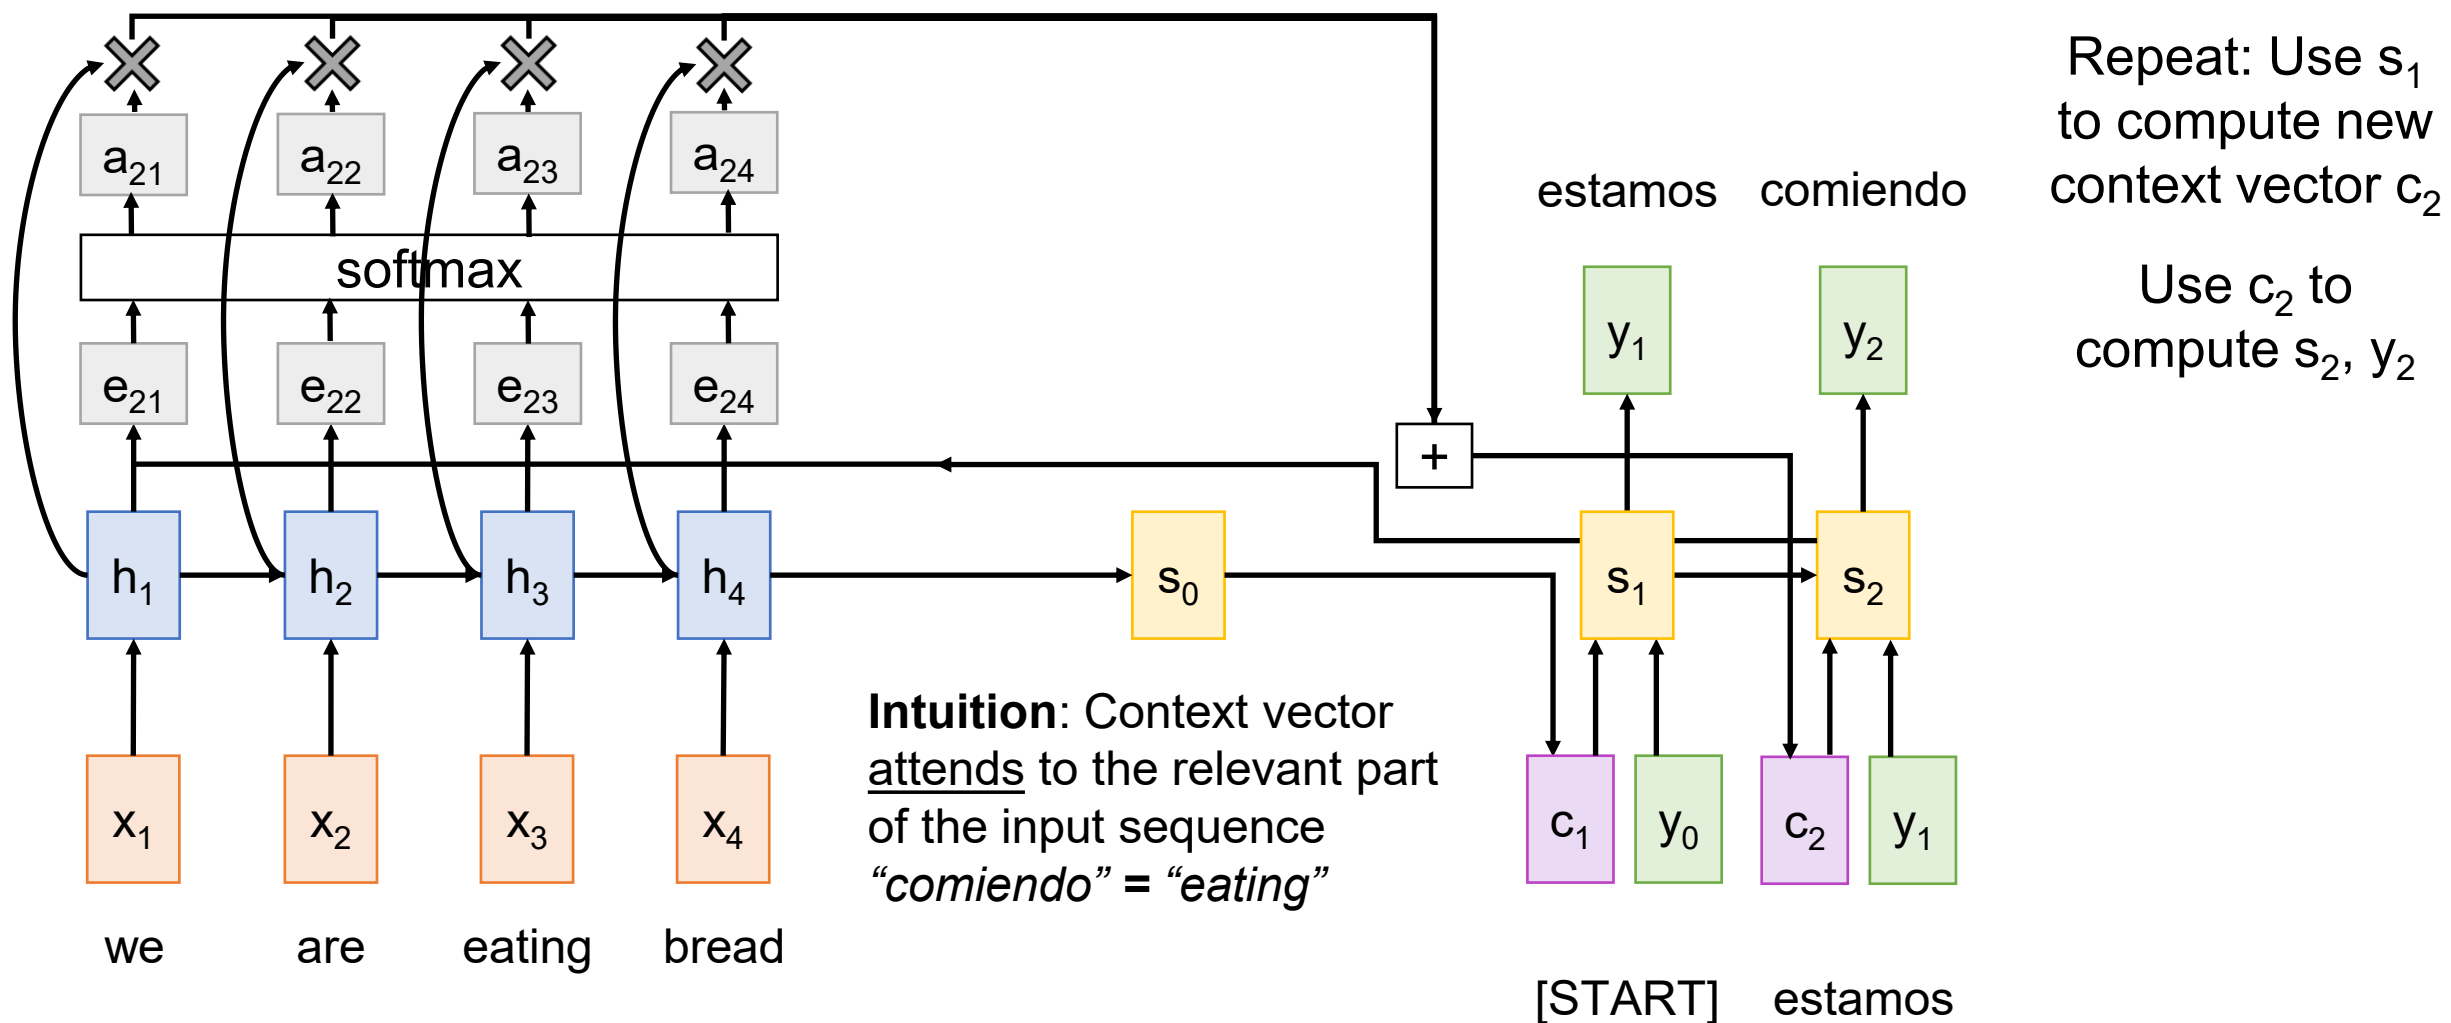 a₂₁ a₂₂ a₂₃ a₂₄
softmax
e₂₁ e₂₂ e₂₃ e₂₄
+
h₁ h₂ h₃ h₄ s₀ s₁ s₂
x₁ x₂ x₃ x₄
we are eating bread
Intuition: Context vector
attends to the relevant part
of the input sequence
“comiendo” = “eating”
estamos comiendo
y₁ y₂
c₁ y₀ c₂ y₁
[START] estamos
Repeat: Use s₁
to compute new
context vector c₂
Use c₂ to
compute s₂, y₂